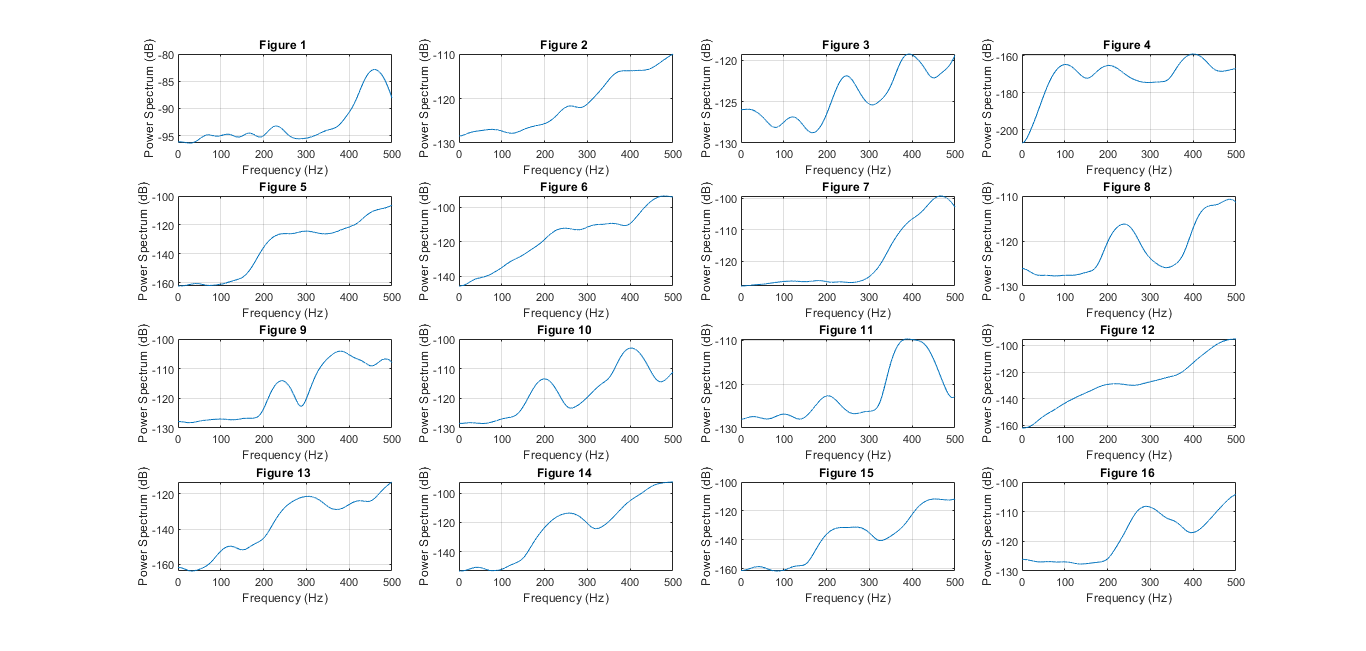 Figure 1
Power Spectrum (dB)
-80
-85
-90
-95
0 100 200 300 400 500
Frequency (Hz)
Figure 2
Power Spectrum (dB)
-110
-120
-130
0 100 200 300 400 500
Frequency (Hz)
Figure 3
Power Spectrum (dB)
-120
-125
-130
0 100 200 300 400 500
Frequency (Hz)
Figure 4
Power Spectrum (dB)
-160
-180
-200
0 100 200 300 400 500
Frequency (Hz)
Figure 5
Power Spectrum (dB)
-100
-120
-140
-160
0 100 200 300 400 500
Frequency (Hz)
Figure 6
Power Spectrum (dB)
-100
-120
-140
0 100 200 300 400 500
Frequency (Hz)
Figure 7
Power Spectrum (dB)
-100
-110
-120
0 100 200 300 400 500
Frequency (Hz)
Figure 8
Power Spectrum (dB)
-110
-120
-130
0 100 200 300 400 500
Frequency (Hz)
Figure 9
Power Spectrum (dB)
-100
-110
-120
-130
0 100 200 300 400 500
Frequency (Hz)
Figure 10
Power Spectrum (dB)
-100
-110
-120
-130
0 100 200 300 400 500
Frequency (Hz)
Figure 11
Power Spectrum (dB)
-110
-120
-130
0 100 200 300 400 500
Frequency (Hz)
Figure 12
Power Spectrum (dB)
-100
-120
-140
-160
0 100 200 300 400 500
Frequency (Hz)
Figure 13
Power Spectrum (dB)
-120
-140
-160
0 100 200 300 400 500
Frequency (Hz)
Figure 14
Power Spectrum (dB)
-100
-120
-140
0 100 200 300 400 500
Frequency (Hz)
Figure 15
Power Spectrum (dB)
-100
-120
-140
-160
0 100 200 300 400 500
Frequency (Hz)
Figure 16
Power Spectrum (dB)
-100
-110
-120
-130
0 100 200 300 400 500
Frequency (Hz)